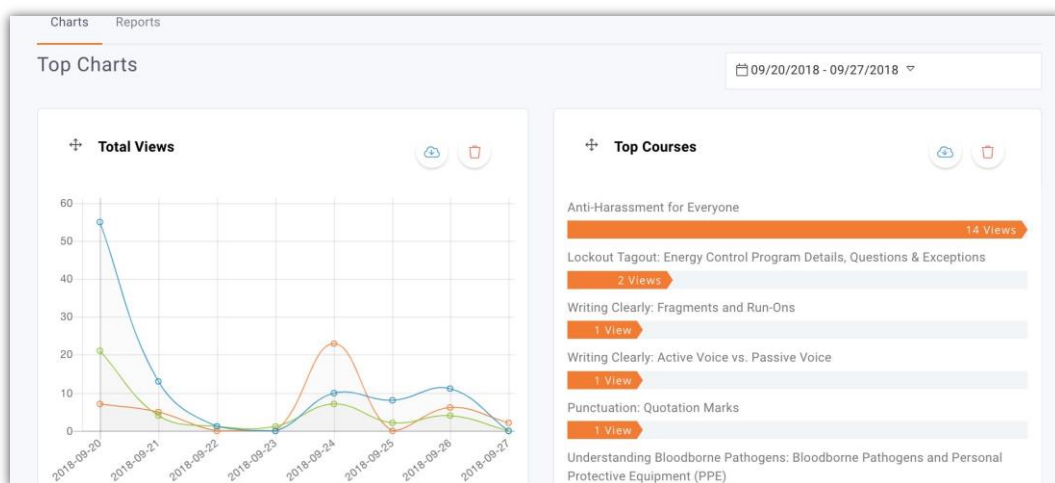 Charts Reports
Top Charts
09/20/2018 - 09/27/2018
Total Views
60
50
40
30
20
10
0
2018-09-20
2018-09-21
2018-09-22
2018-09-23
2018-09-24
2018-09-25
2018-09-26
2018-09-27
Top Courses
Anti-Harassment for Everyone
14 Views
Lockout Tagout: Energy Control Program Details, Questions & Exceptions
2 Views
Writing Clearly: Fragments and Run-Ons
1 View
Writing Clearly: Active Voice vs. Passive Voice
1 View
Punctuation: Quotation Marks
1 View
Understanding Bloodborne Pathogens: Bloodborne Pathogens and Personal
Protective Equipment (PPE)